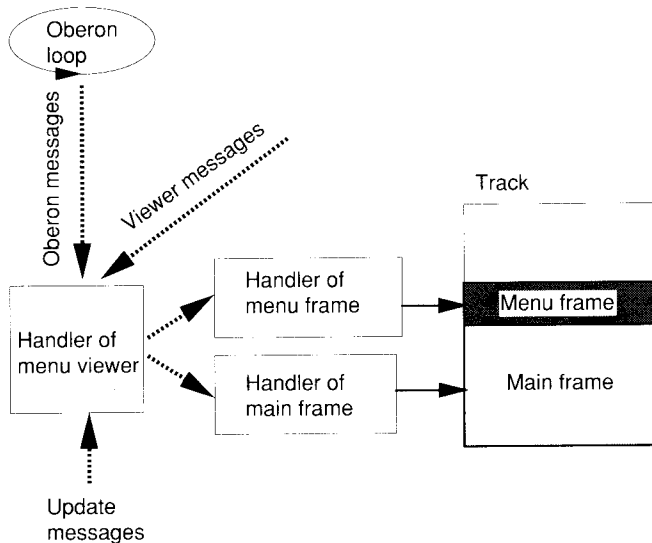 Oberon
loop
Oberon messages
Viewer messages
Track
Handler of
menu frame
Menu frame
Handler of
menu viewer
Handler of
main frame
Main frame
Update
messages